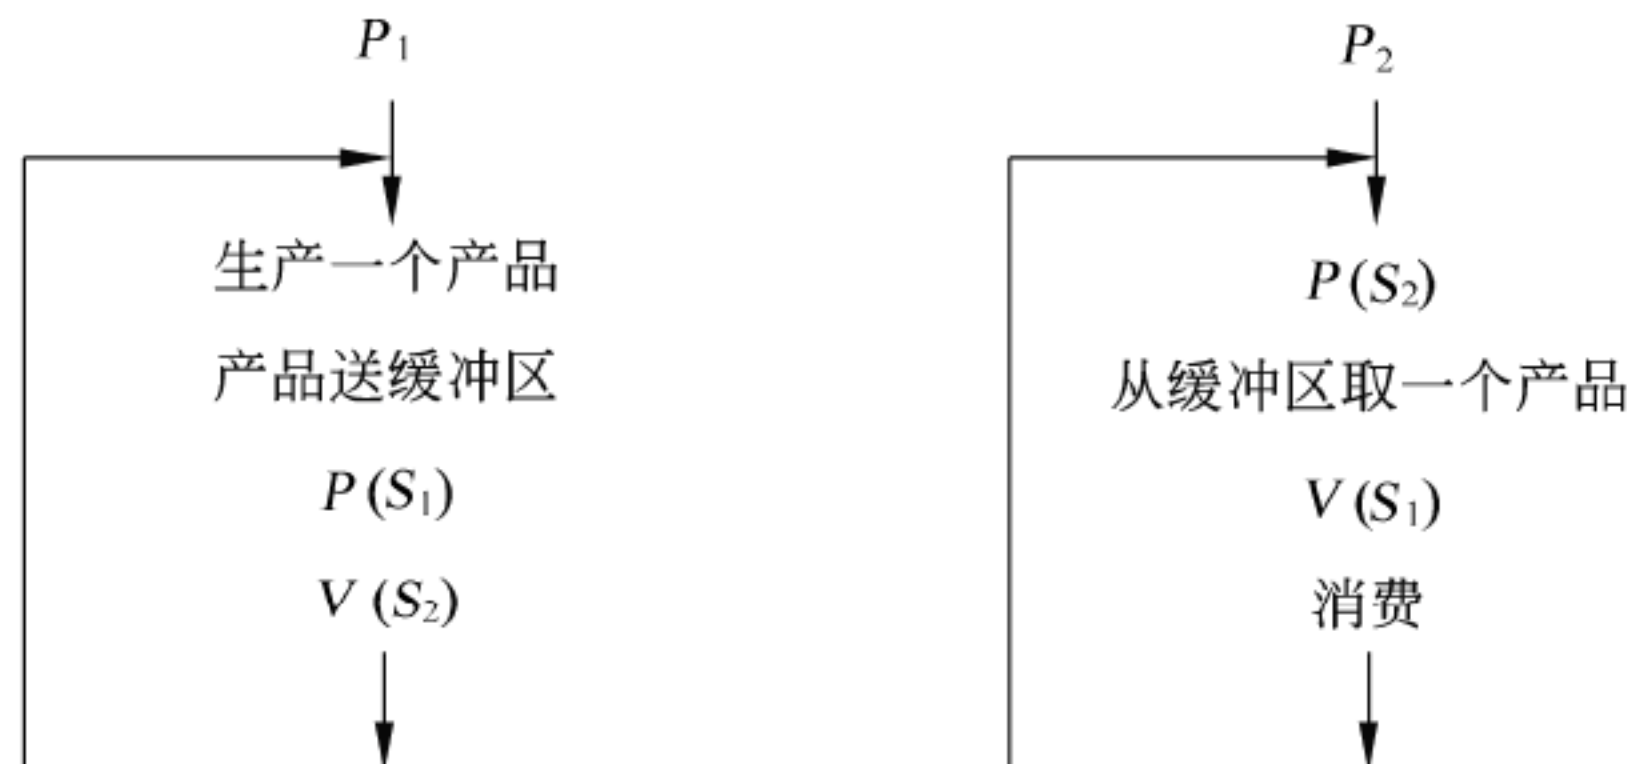 P₁
生产一个产品
产品送缓冲区
P(S₁)
V(S₂)
P₂
P(S₂)
从缓冲区取一个产品
V(S₁)
消费